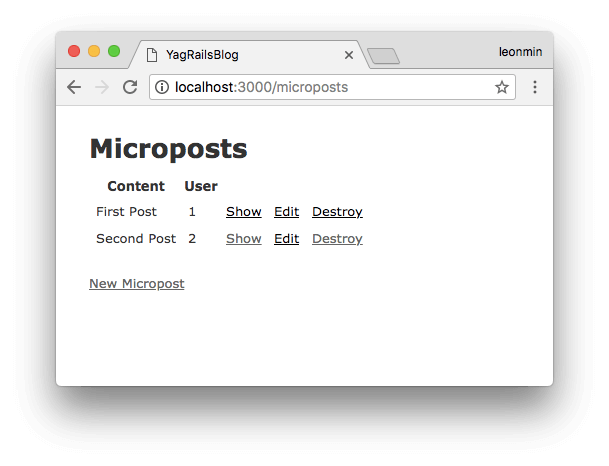 YagRailsBlog
leonmin
localhost:3000/microposts
Microposts
Content User
First Post 1 Show Edit Destroy
Second Post 2 Show Edit Destroy
New Micropost